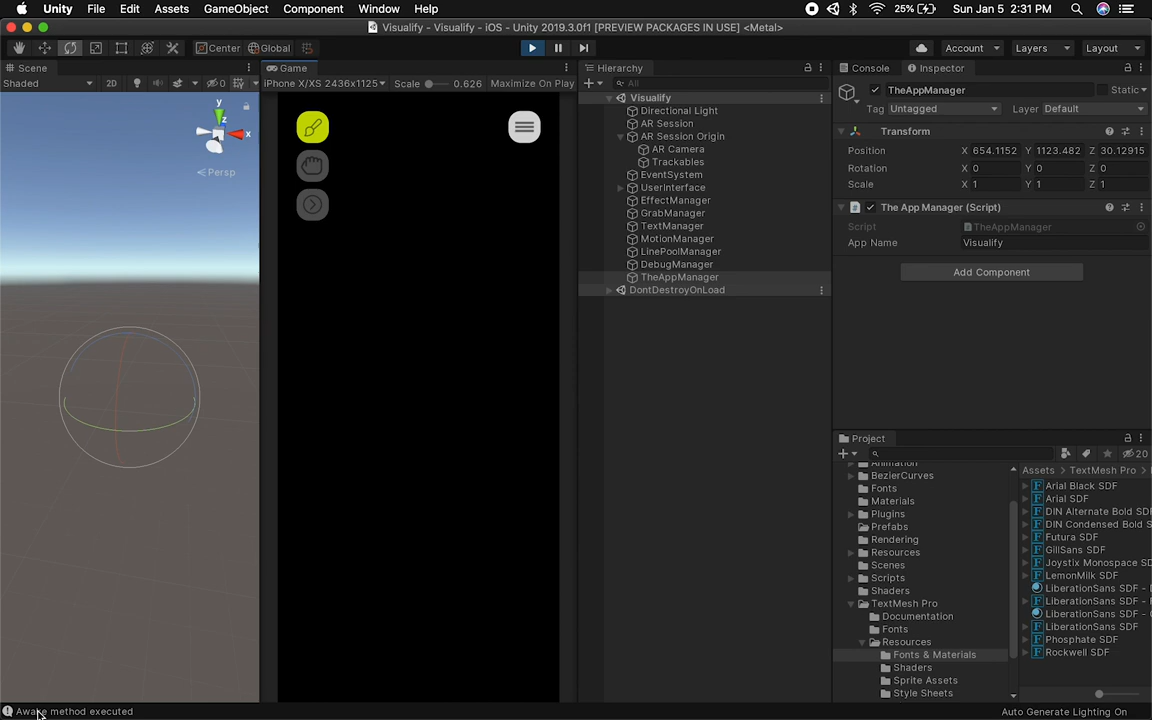 Unity File Edit Assets GameObject Component Window Help 25% Sun Jan 5 2:31 PM
Visualify - Visualify - iOS - Unity 2019.3.0f1 [PREVIEW PACKAGES IN USE] <Metal>
Center Global Account Layers Layout
Scene Game Hierarchy Console Inspector
Shaded 2D 0 iPhone X/XS 2436x1125 Scale 0.626 Maximize On Play All
TheAppManager Static
Tag Untagged Layer Default
y
z
x
Persp
Visualify
Directional Light
AR Session
AR Session Origin
AR Camera
Trackables
EventSystem
UserInterface
EffectManager
GrabManager
TextManager
MotionManager
LinePoolManager
DebugManager
TheAppManager
DontDestroyOnLoad
Transform
Position X 654.1152 Y 1123.482 Z 30.12915
Rotation X 0 Y 0 Z 0
Scale X 1 Y 1 Z 1
The App Manager (Script)
Script TheAppManager
App Name Visualify
Add Component
Project
20
Animation
BezierCurves
Fonts
Materials
Plugins
Prefabs
Rendering
Resources
Scenes
Scripts
Shaders
TextMesh Pro
Documentation
Fonts
Resources
Fonts & Materials
Shaders
Sprite Assets
Style Sheets
Assets > TextMesh Pro >
Arial Black SDF
Arial SDF
DIN Alternate Bold SDF
DIN Condensed Bold S
Futura SDF
GillSans SDF
Joystix Monospace SD
LemonMilk SDF
LiberationSans SDF -
LiberationSans SDF -
LiberationSans SDF -
LiberationSans SDF
Phosphate SDF
Rockwell SDF
Awake method executed
Auto Generate Lighting On